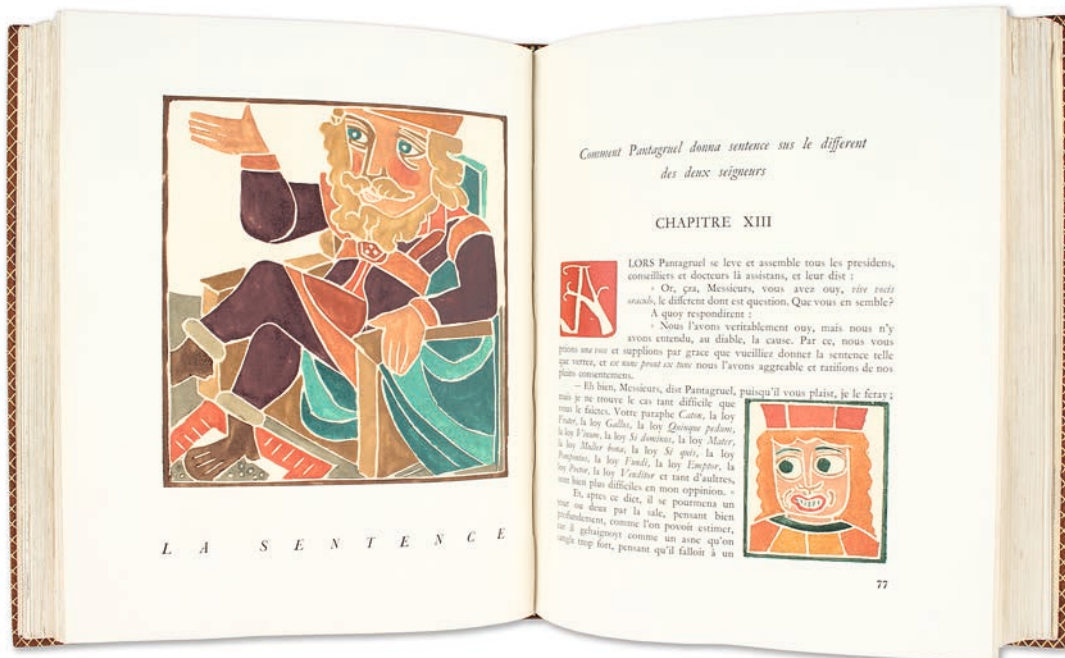 LA SENTENCE
Comment Pantagruel donna sentence sus le different
des deux seigneurs
CHAPITRE XIII
ALORS Pantagruel se leve et assemble tous les presidens,
conseilliers et docteurs là assistans, et leur dist :
« Or, çza, Messieurs, vous avez ouy, vive vocis
oraculo, le different dont est question. Que vous en semble?
A quoy respondirent :
« Nous l'avons veritablement ouy, mais nous n'y
avons entendu, au diable, la cause. Par ce, nous vous
prions una voce et supplions par grace que vueilliez donner la sentence telle
que verrez, et ex nunc prout ex tunc nous l'avons aggreable et ratifions de nos
pleins consentemens.
— Eh bien, Messieurs, dist Pantagruel, puisqu'il vous plaist, je le feray ;
mais je ne trouve le cas tant difficile que
vous le faictes. Votre paraphe Caton, la loy
Frater, la loy Gallus, la loy Quinque pedum,
la loy Vinum, la loy Si dominus, la loy Mater,
la loy Mulier bona, la loy Si quis, la loy
Pomponius, la loy Fundi, la loy Emptor, la
loy Pretor, la loy Venditor et tant d'aultres,
sont bien plus difficiles en mon oppinion. »
Et, apres ce dict, il se pourmena un
tour ou deux par la sale, pensant bien
profundement, comme l'on povoit estimer,
car il gehaignoyt comme un asne qu'on
sangle trop fort, pensant qu'il falloit à un
77